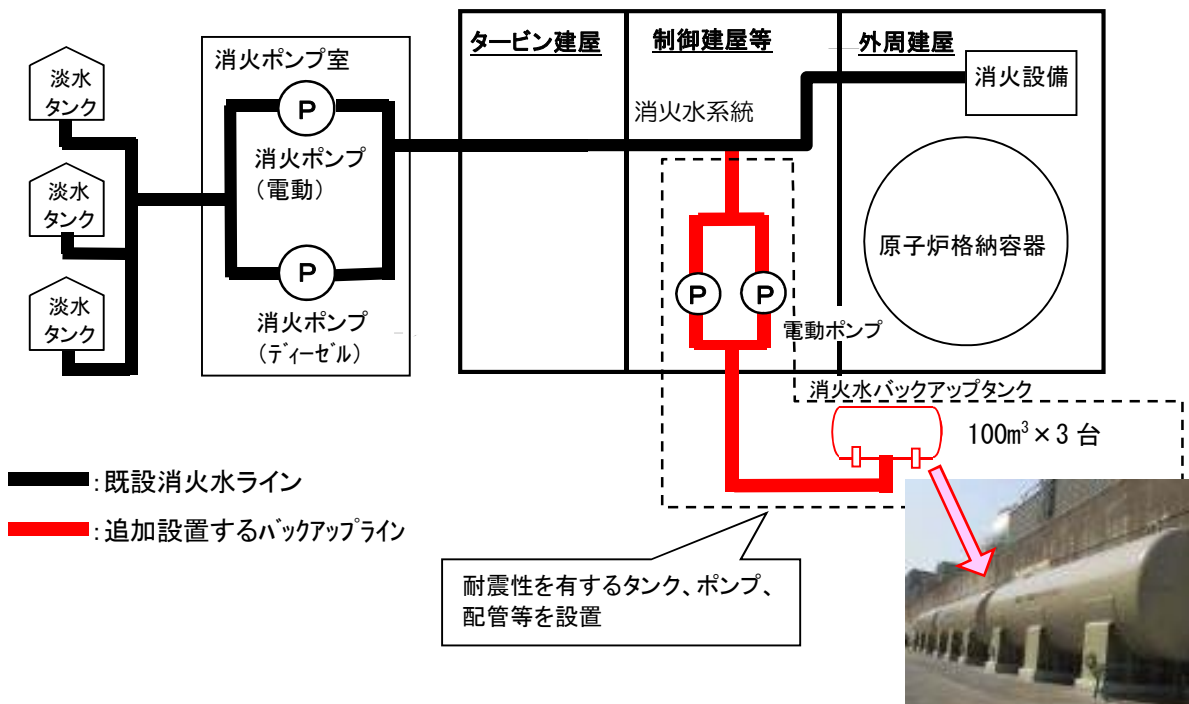 タービン建屋
制御建屋等
外周建屋
消火ポンプ室
淡水
タンク
P
消火設備
消火水系統
消火ポンプ
(電動)
淡水
タンク
原子炉格納容器
P
P
P
淡水
タンク
消火ポンプ
(ディーゼル)
電動ポンプ
消火水バックアップタンク
100m³×3台
:既設消火水ライン
:追加設置するバックアップライン
耐震性を有するタンク、ポンプ、
配管等を設置